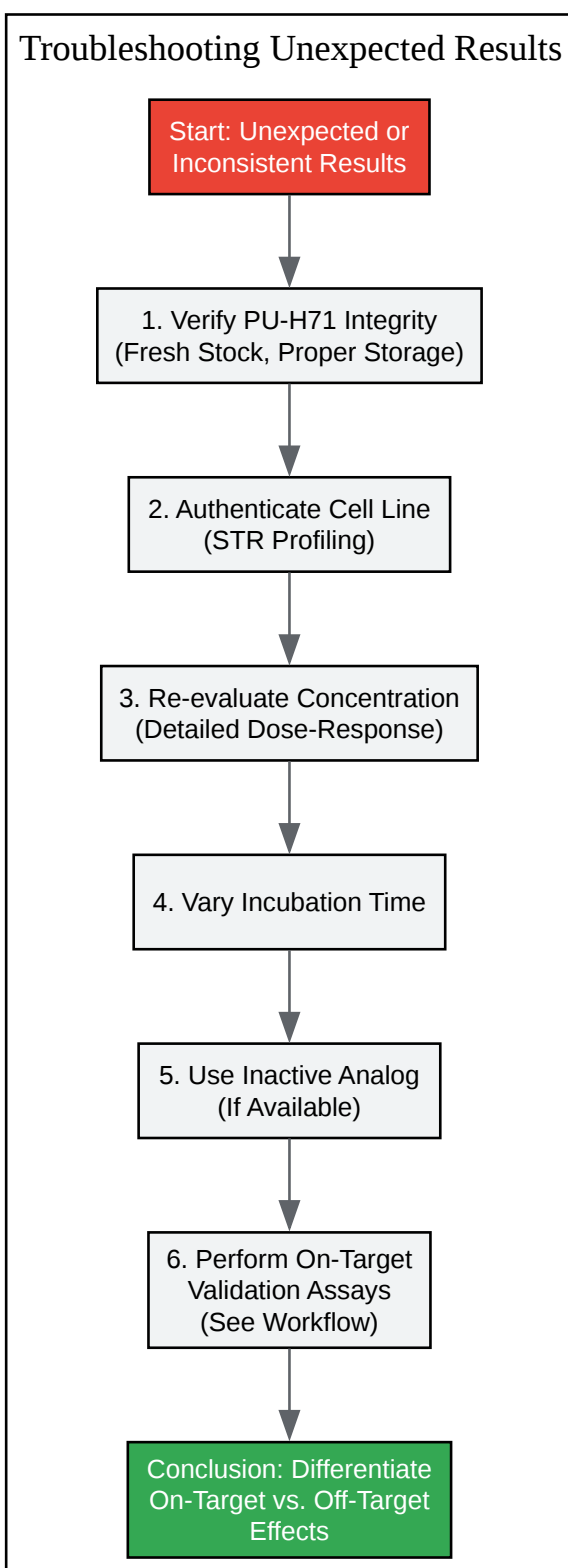 Troubleshooting Unexpected Results
Start: Unexpected or
Inconsistent Results
1. Verify PU-H71 Integrity
(Fresh Stock, Proper Storage)
2. Authenticate Cell Line
(STR Profiling)
3. Re-evaluate Concentration
(Detailed Dose-Response)
4. Vary Incubation Time
5. Use Inactive Analog
(If Available)
6. Perform On-Target
Validation Assays
(See Workflow)
Conclusion: Differentiate
On-Target vs. Off-Target
Effects